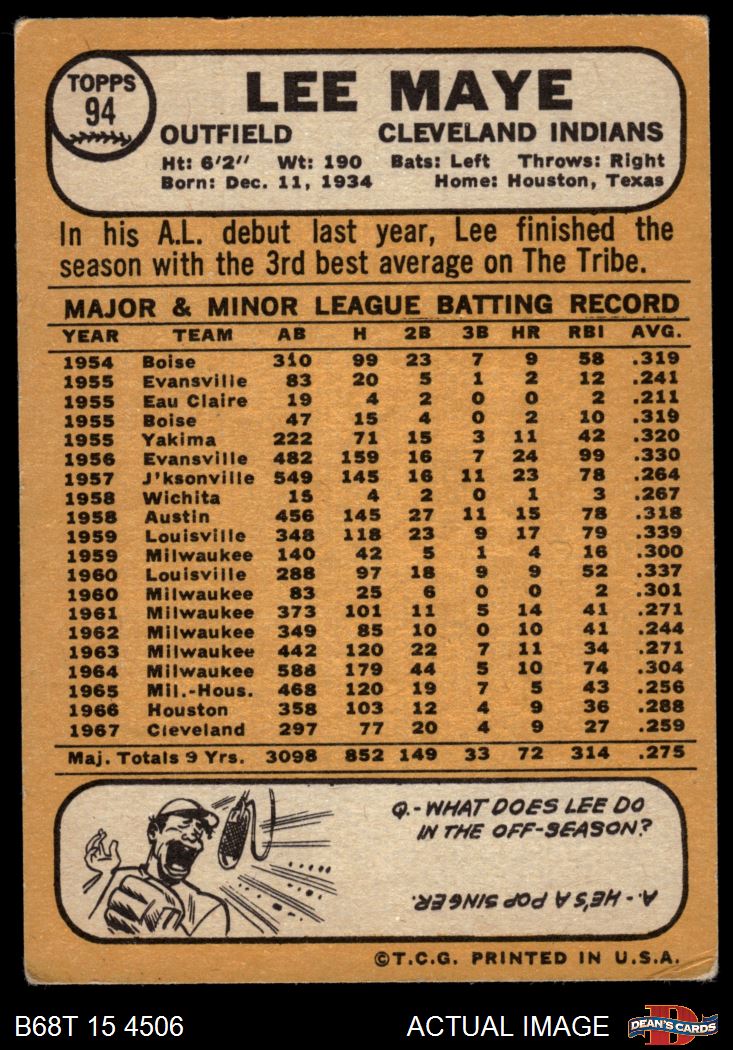 TOPPS
94
LEE MAYE
OUTFIELD CLEVELAND INDIANS
Ht: 6'2" Wt: 190 Bats: Left Throws: Right
Born: Dec. 11, 1934 Home: Houston, Texas
In his A.L. debut last year, Lee finished the
season with the 3rd best average on The Tribe.
MAJOR & MINOR LEAGUE BATTING RECORD
YEAR TEAM AB H 2B 3B HR RBI AVG.
1954 Boise 310 99 23 7 9 58 .319
1955 Evansville 83 20 5 1 2 12 .241
1955 Eau Claire 19 4 2 0 0 2 .211
1955 Boise 47 15 4 0 2 10 .319
1955 Yakima 222 71 15 3 11 42 .320
1956 Evansville 482 159 16 7 24 99 .330
1957 J'ksonville 549 145 16 11 23 78 .264
1958 Wichita 15 4 2 0 1 3 .267
1958 Austin 456 145 27 11 15 78 .318
1959 Louisville 348 118 23 9 17 79 .339
1959 Milwaukee 140 42 5 1 4 16 .300
1960 Louisville 288 97 18 9 9 52 .337
1960 Milwaukee 83 25 6 0 0 2 .301
1961 Milwaukee 373 101 11 5 14 41 .271
1962 Milwaukee 349 85 10 0 10 41 .244
1963 Milwaukee 442 120 22 7 11 34 .271
1964 Milwaukee 588 179 44 5 10 74 .304
1965 Mil.-Hous. 468 120 19 7 5 43 .256
1966 Houston 358 103 12 4 9 36 .288
1967 Cleveland 297 77 20 4 9 27 .259
Maj. Totals 9 Yrs. 3098 852 149 33 72 314 .275
Q.-WHAT DOES LEE DO
IN THE OFF-SEASON?
A.-HE'S A POP SINGER.
©T.C.G. PRINTED IN U.S.A.
B68T 15 4506 ACTUAL IMAGE
D
DEAN'S CARDS